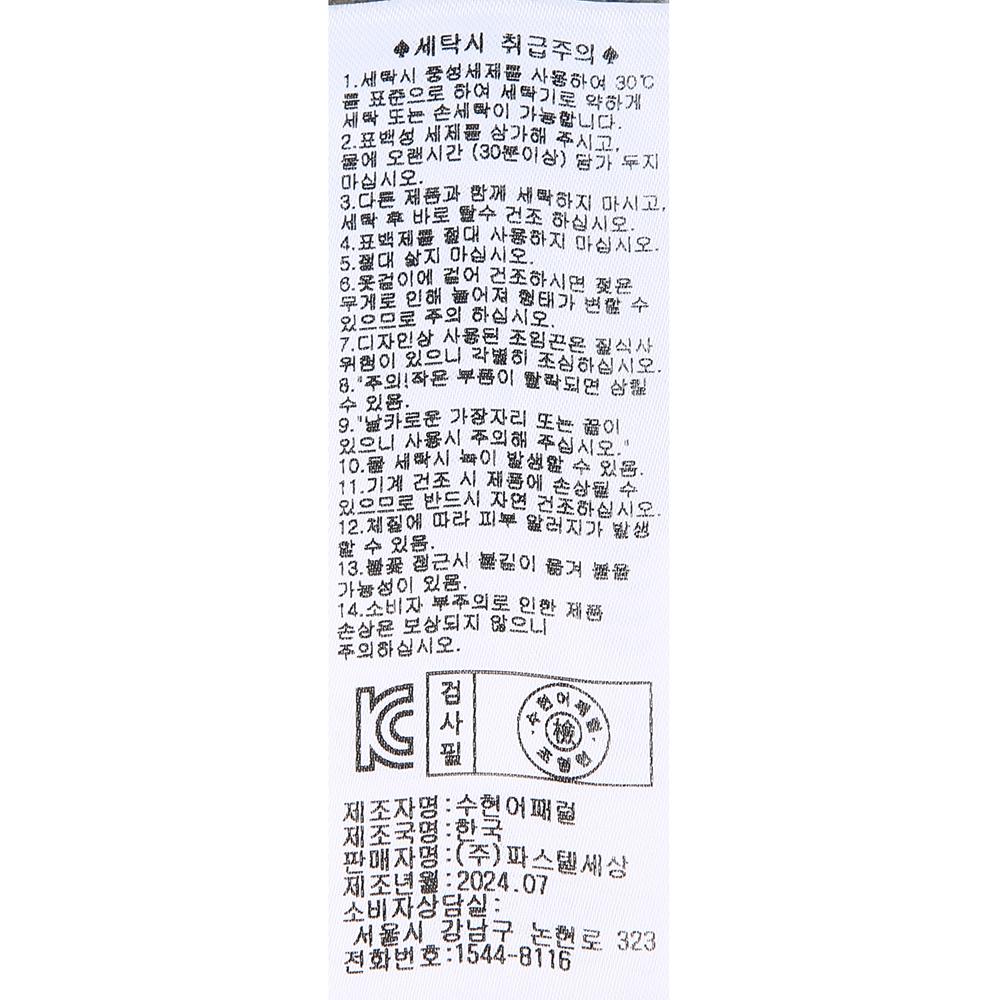 ♠세탁시 취급주의♠
1.세탁시 중성세제를 사용하여 30℃
를 표준으로 하여 세탁기로 약하게
세탁 또는 손세탁이 가능합니다.
2.표백성 세제를 삼가해 주시고,
물에 오랜시간 (30분이상) 담가 두지
마십시오.
3.다른 제품과 함께 세탁하지 마시고,
세탁 후 바로 탈수 건조 하십시오.
4.표백제를 절대 사용하지 마십시오.
5.절대 삶지 마십시오.
6.옷걸이에 걸어 건조하시면 젖은
무게로 인해 늘어져 형태가 변할 수
있으므로 주의 하십시오.
7.디자인상 사용된 조임끈은 질식사
위험이 있으니 각별히 조심하십시오.
8."주의!작은 부품이 탈락되면 삼킬
수 있음.
9."날카로운 가장자리 또는 끝이
있으니 사용시 주의해 주십시오."
10.물 세탁시 녹이 발생할 수 있음.
11.기계 건조 시 제품에 손상될 수
있으므로 반드시 자연 건조하십시오.
12.체질에 따라 피부 알러지가 발생
할 수 있음.
13.불꽃 접근시 불길이 옮겨 붙을
가능성이 있음.
14.소비자 부주의로 인한 제품
손상은 보상되지 않으니
주의하십시오.
KC
검사필
수현어패럴
檢
제조자명:수현어패럴
제조국명:한국
판매자명:(주)파스텔세상
제조년월:2024.07
소비자상담실:
서울시 강남구 논현로 323
전화번호:1544-8116